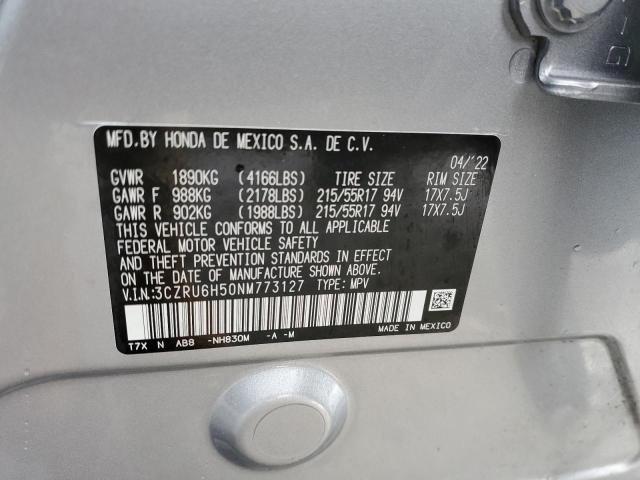 MFD.BY HONDA DE MEXICO S.A. DE C.V.
04/'22
GVWR 1890KG (4166LBS) TIRE SIZE RIM SIZE
GAWR F 988KG (2178LBS) 215/55R17 94V 17X7.5J
GAWR R 902KG (1988LBS) 215/55R17 94V 17X7.5J
THIS VEHICLE CONFORMS TO ALL APPLICABLE
FEDERAL MOTOR VEHICLE SAFETY
AND THEFT PREVENTION STANDARDS IN EFFECT
ON THE DATE OF MANUFACTURE SHOWN ABOVE.
V.I.N:3CZRU6H50NM773127 TYPE: MPV
T7X N AB8 -NH830M -A -M
MADE IN MEXICO